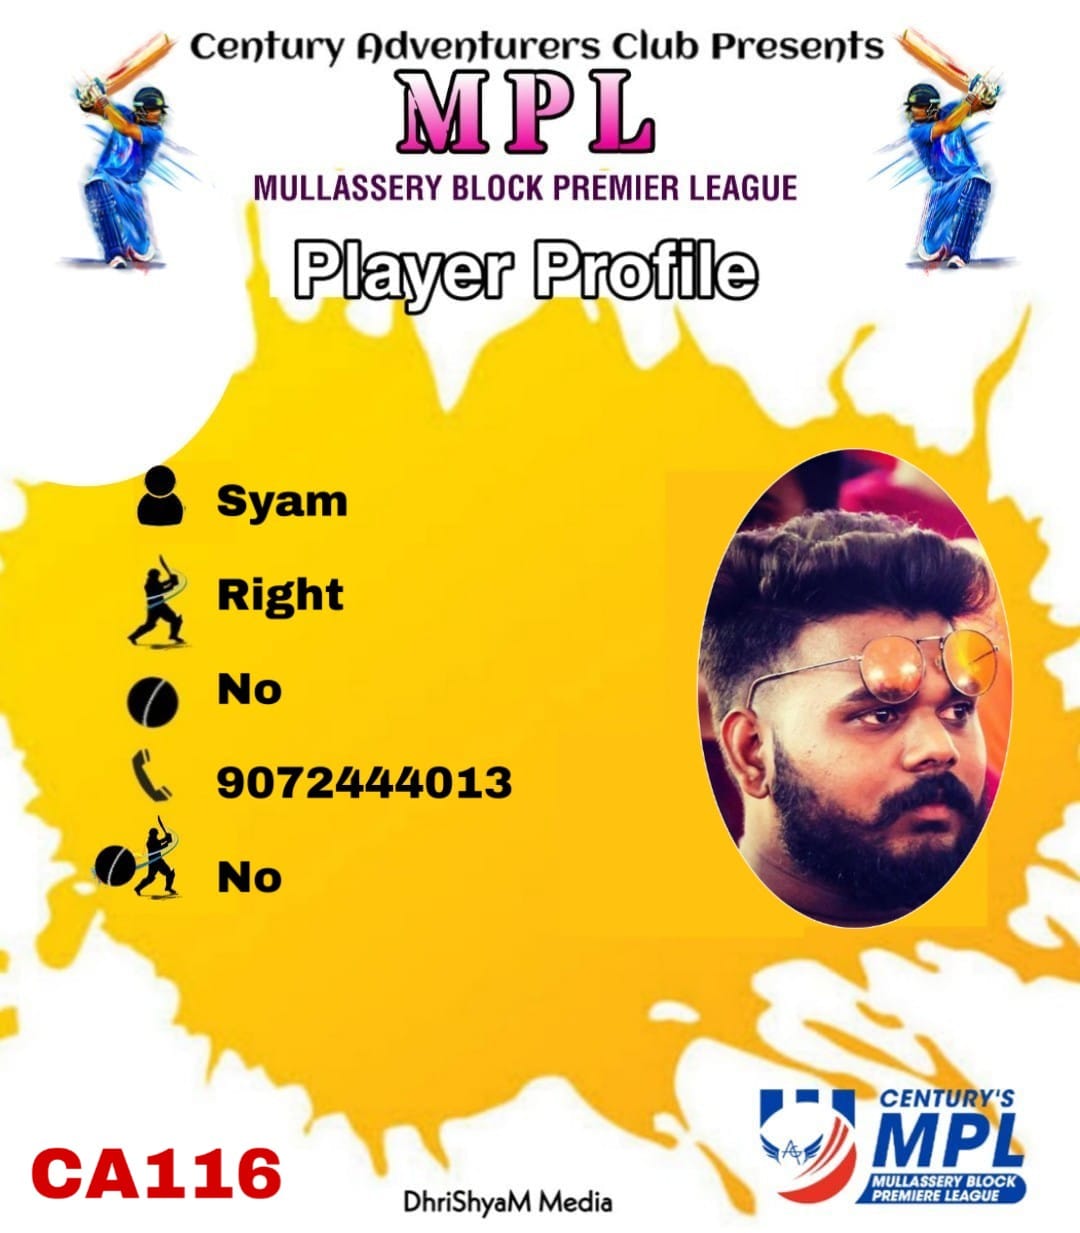 Century Adventurers Club Presents
MPL
MULLASSERY BLOCK PREMIER LEAGUE
Player Profile
Syam
Right
No
9072444013
No
CENTURY'S
MPL
MULLASSERY BLOCK
PREMIERE LEAGUE
CA116
DhriShyaM Media